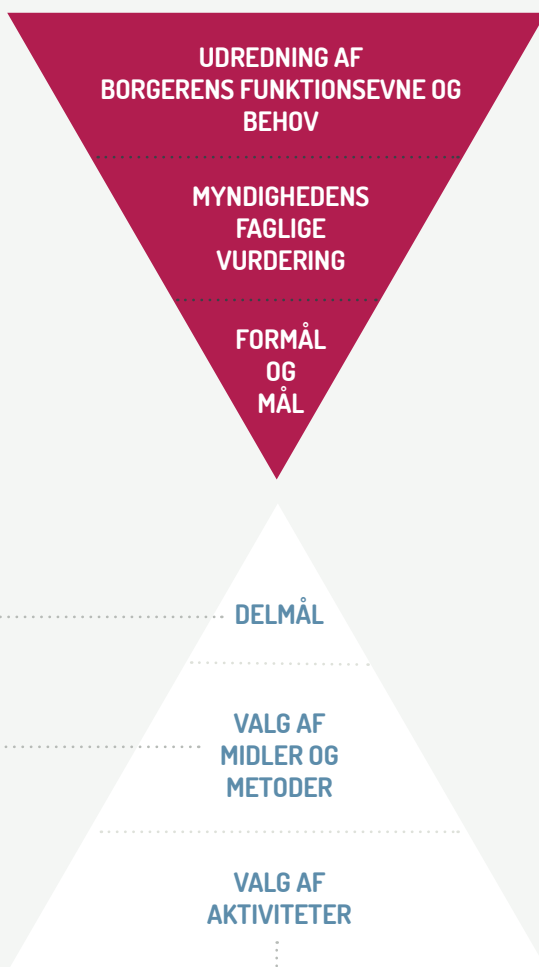 UDREDNING AF
BORGERENS FUNKTIONSEVNE OG
BEHOV
MYNDIGHEDENS
FAGLIGE
VURDERING
FORMÅL
OG
MÅL
DELMÅL
VALG AF
MIDLER OG
METODER
VALG AF
AKTIVITETER